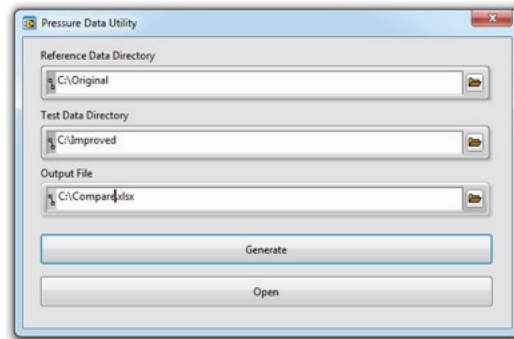 Pressure Data Utility
Reference Data Directory
C:\Original
Test Data Directory
C:\Improved
Output File
C:\Compare.xlsx
Generate
Open